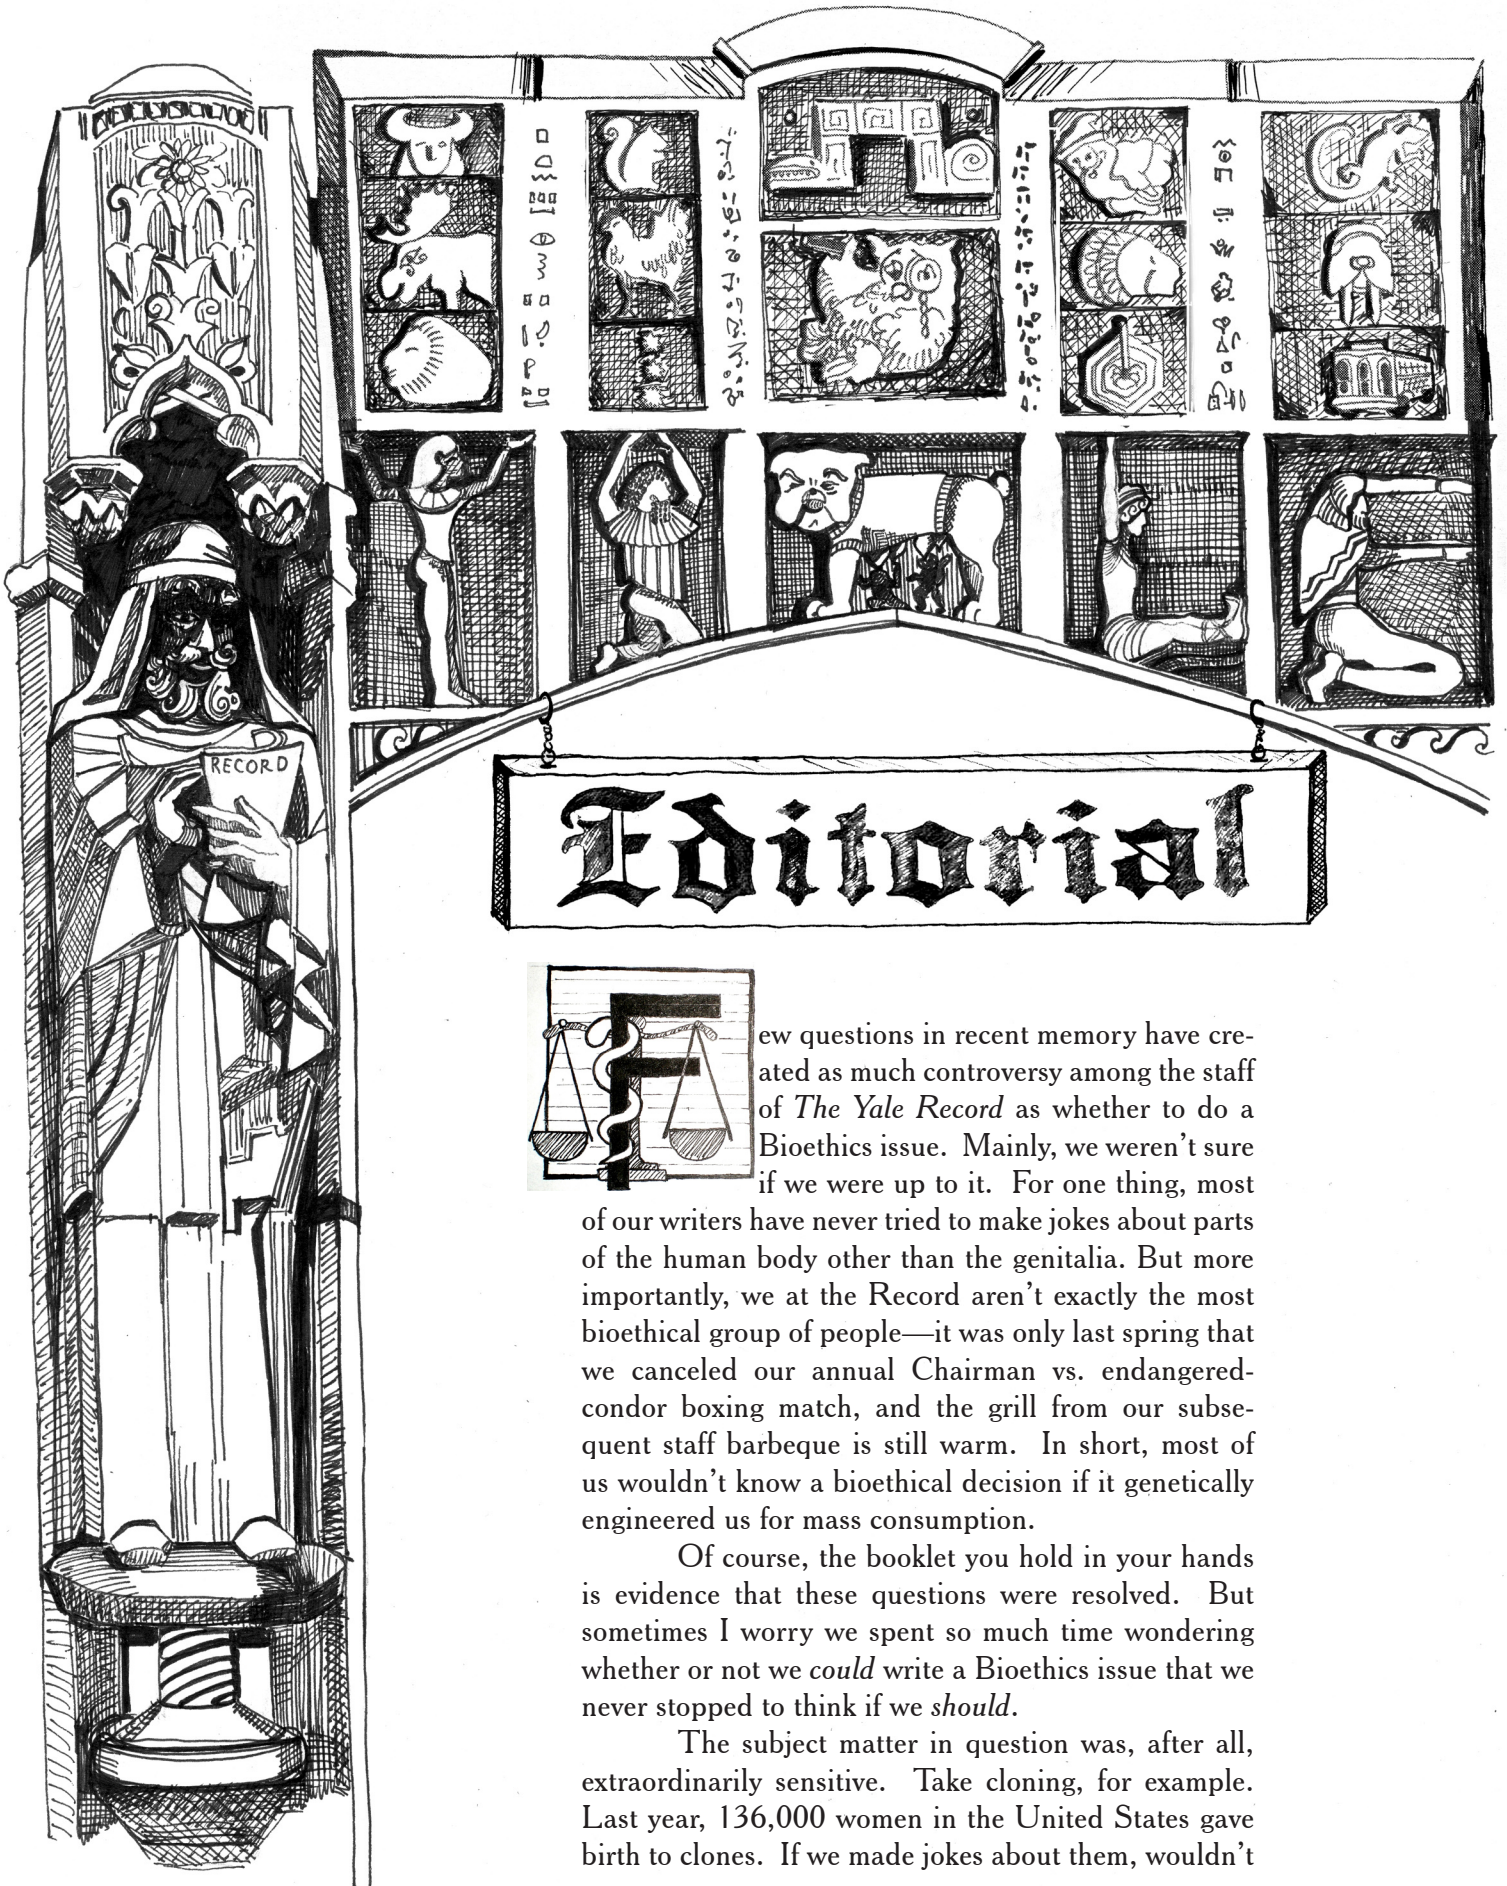 RECORD
Editorial
Few questions in recent memory have cre-
ated as much controversy among the staff
of The Yale Record as whether to do a
Bioethics issue. Mainly, we weren't sure
if we were up to it. For one thing, most
of our writers have never tried to make jokes about parts
of the human body other than the genitalia. But more
importantly, we at the Record aren't exactly the most
bioethical group of people—it was only last spring that
we canceled our annual Chairman vs. endangered-
condor boxing match, and the grill from our subse-
quent staff barbeque is still warm. In short, most of
us wouldn't know a bioethical decision if it genetically
engineered us for mass consumption.
Of course, the booklet you hold in your hands
is evidence that these questions were resolved. But
sometimes I worry we spent so much time wondering
whether or not we could write a Bioethics issue that we
never stopped to think if we should.
The subject matter in question was, after all,
extraordinarily sensitive. Take cloning, for example.
Last year, 136,000 women in the United States gave
birth to clones. If we made jokes about them, wouldn't